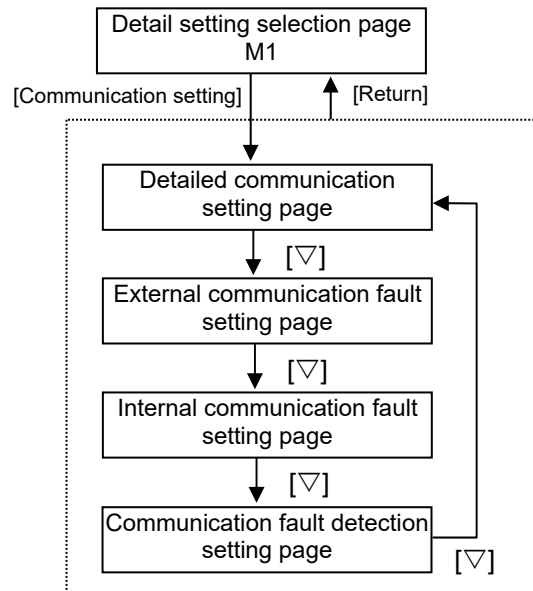 Detail setting selection page
M1
[Communication setting]
[Return]
Detailed communication
setting page
[▽]
External communication fault
setting page
[▽]
Internal communication fault
setting page
[▽]
Communication fault detection
setting page
[▽]